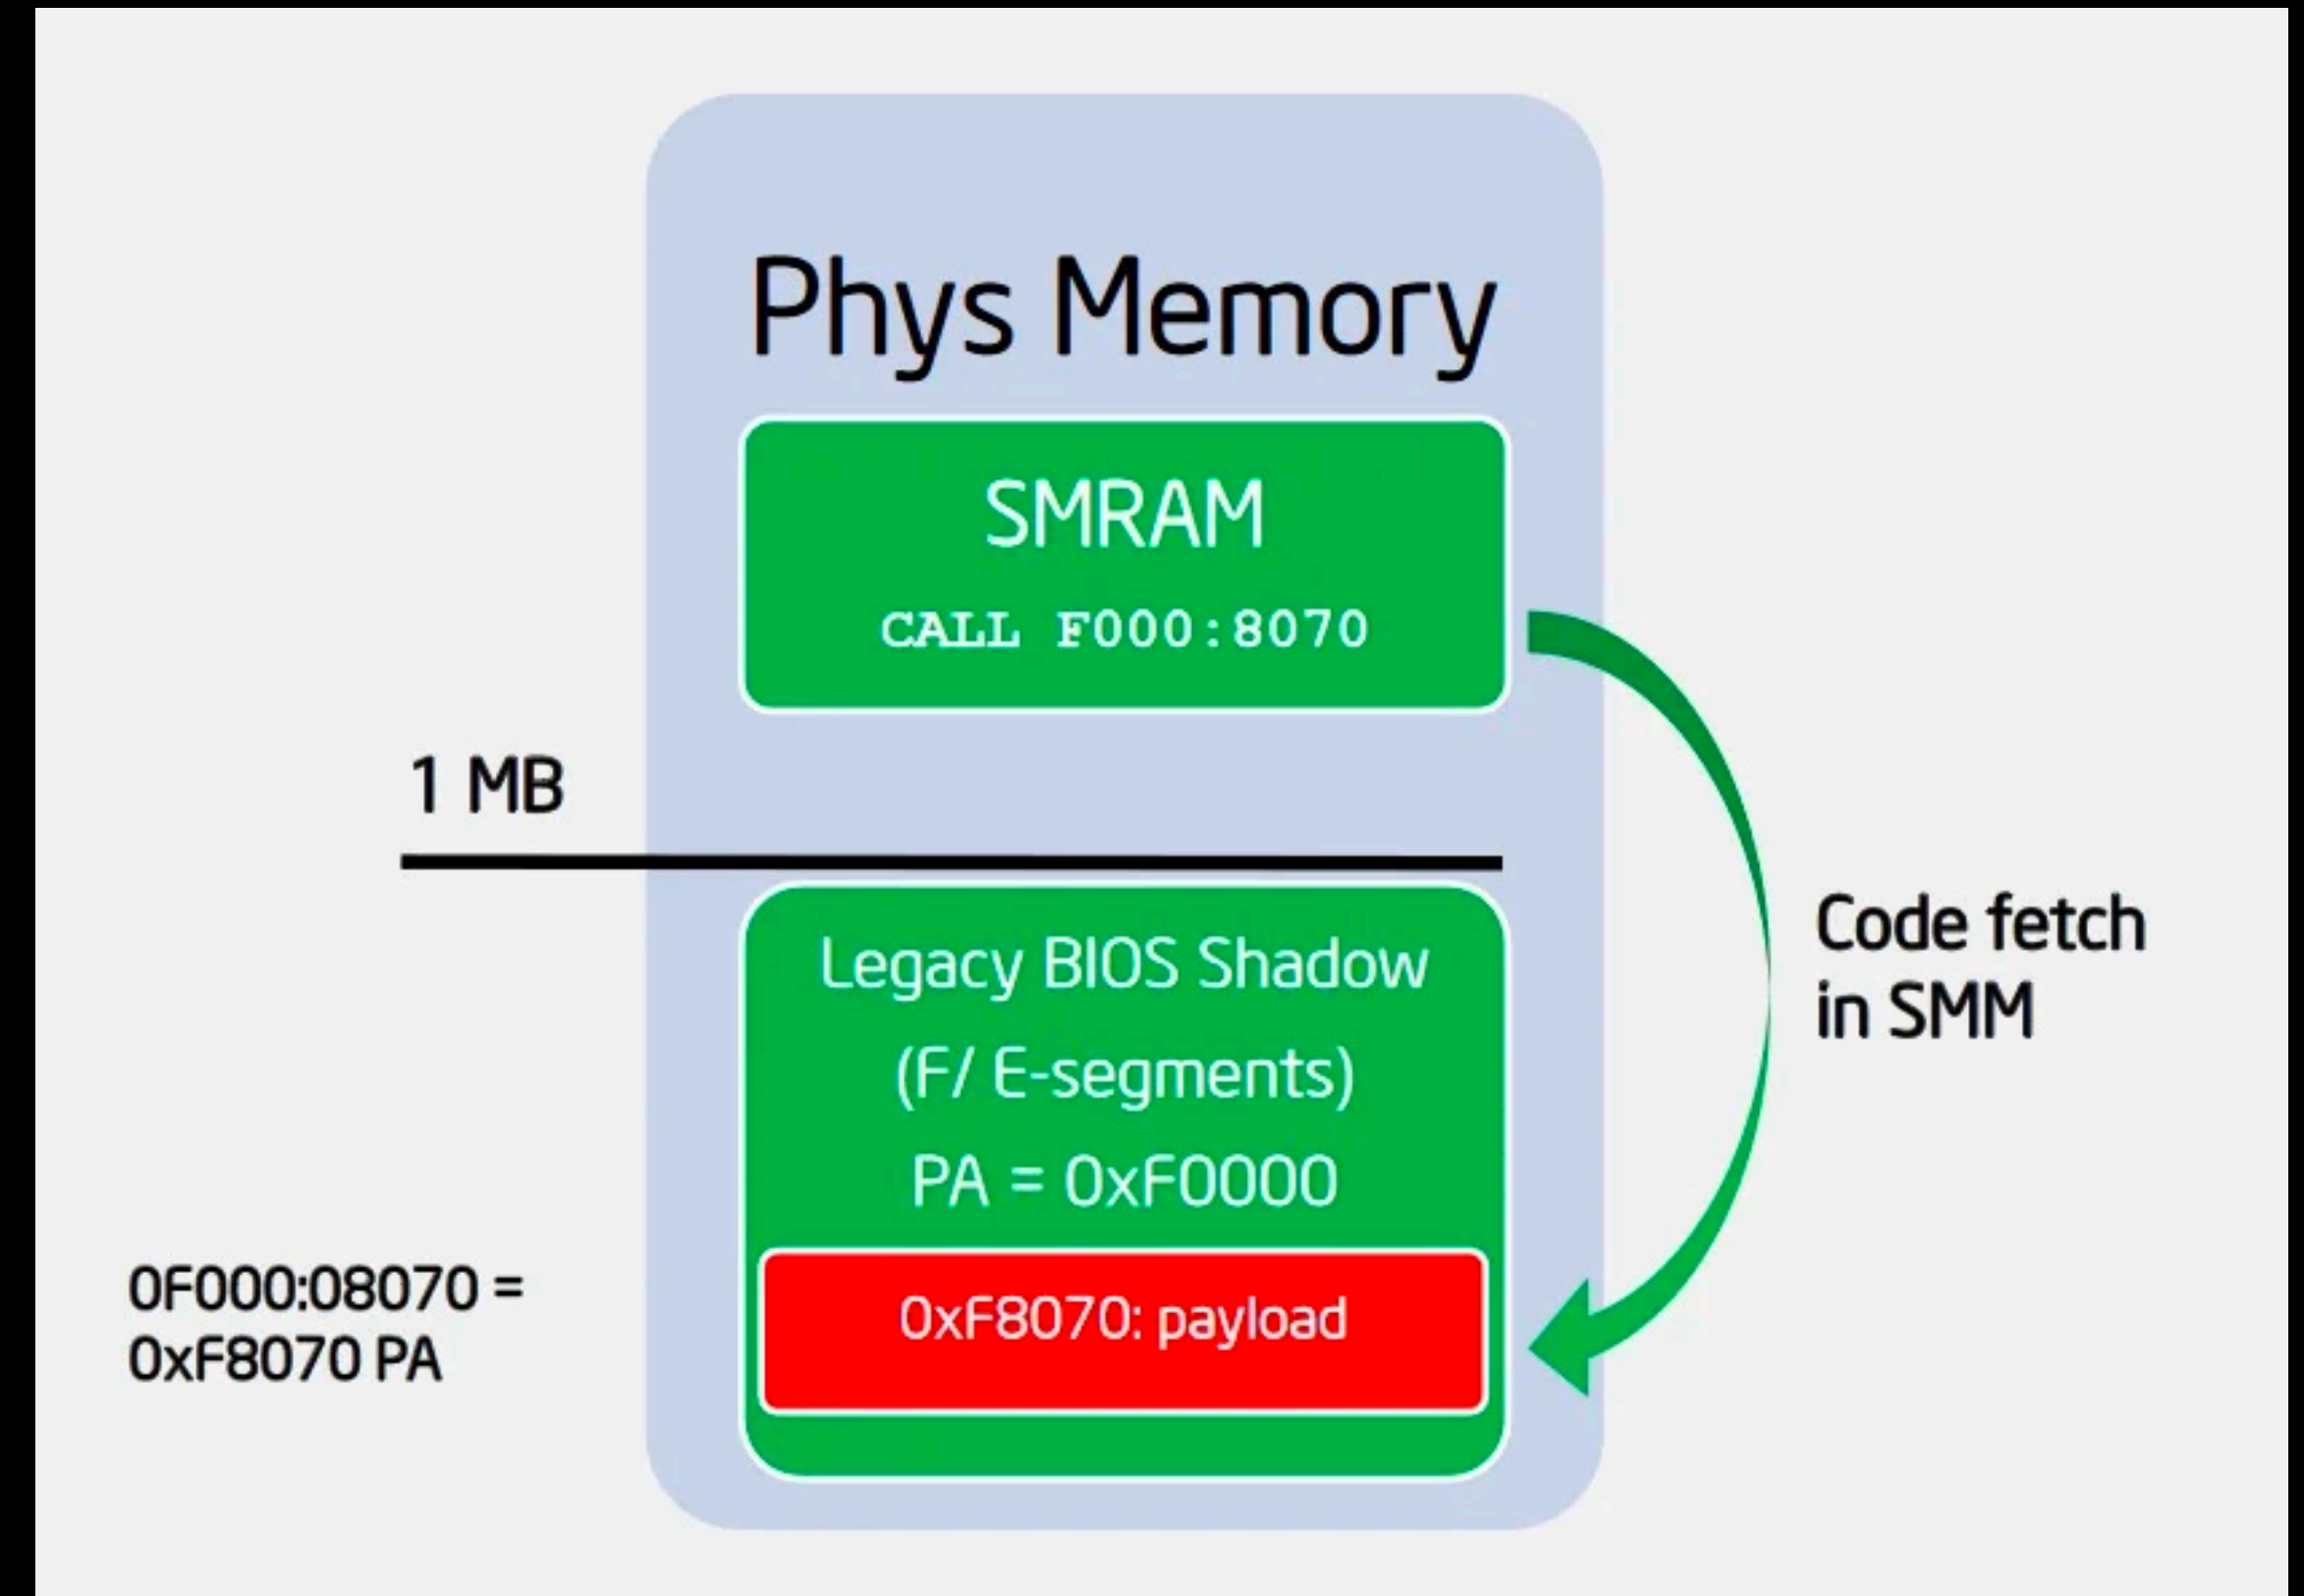 Phys Memory
SMRAM
CALL F000:8070
1 MB
Legacy BIOS Shadow
(F/ E-segments)
PA = 0xF0000
0xF8070: payload
Code fetch
in SMM
0F000:08070 =
0xF8070 PA